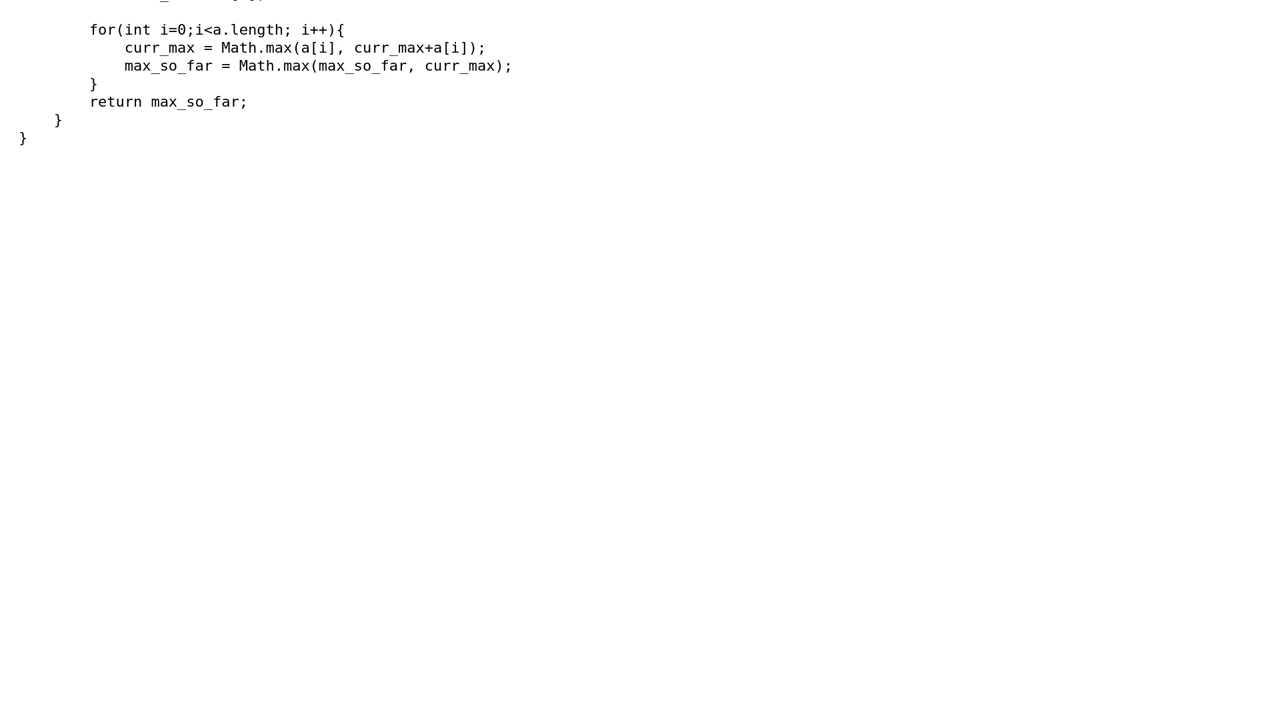 for(int i=0;i<a.length; i++){
curr_max = Math.max(a[i], curr_max+a[i]);
max_so_far = Math.max(max_so_far, curr_max);
}
return max_so_far;
}
}